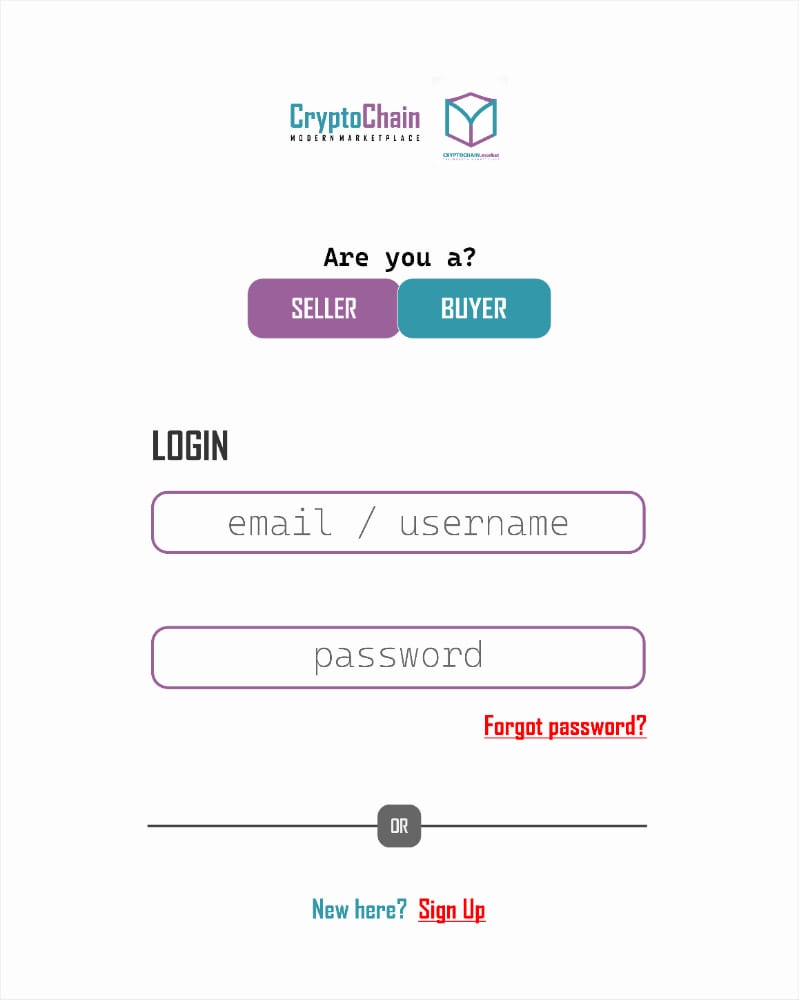 CryptoChain
MODERN MARKETPLACE
CRYPTOCHAIN.market
Are you a?
SELLER BUYER
LOGIN
email / username
password
Forgot password?
OR
New here? Sign Up